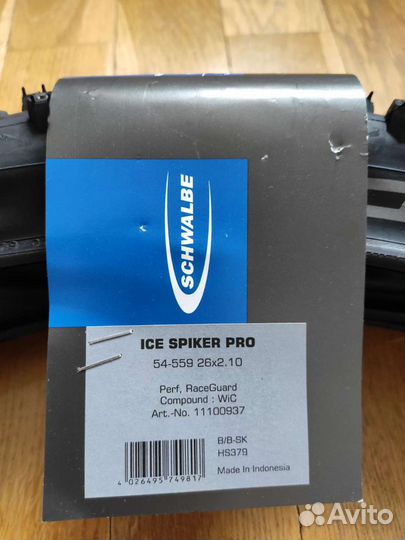 SCHWALBE
ICE SPIKER PRO
54-559 26x2.10
Perf, RaceGuard
Compound : WiC
Art.-No. 11100937
B/B-SK
HS379
Made In Indonesia
4 026495 749817
Avito